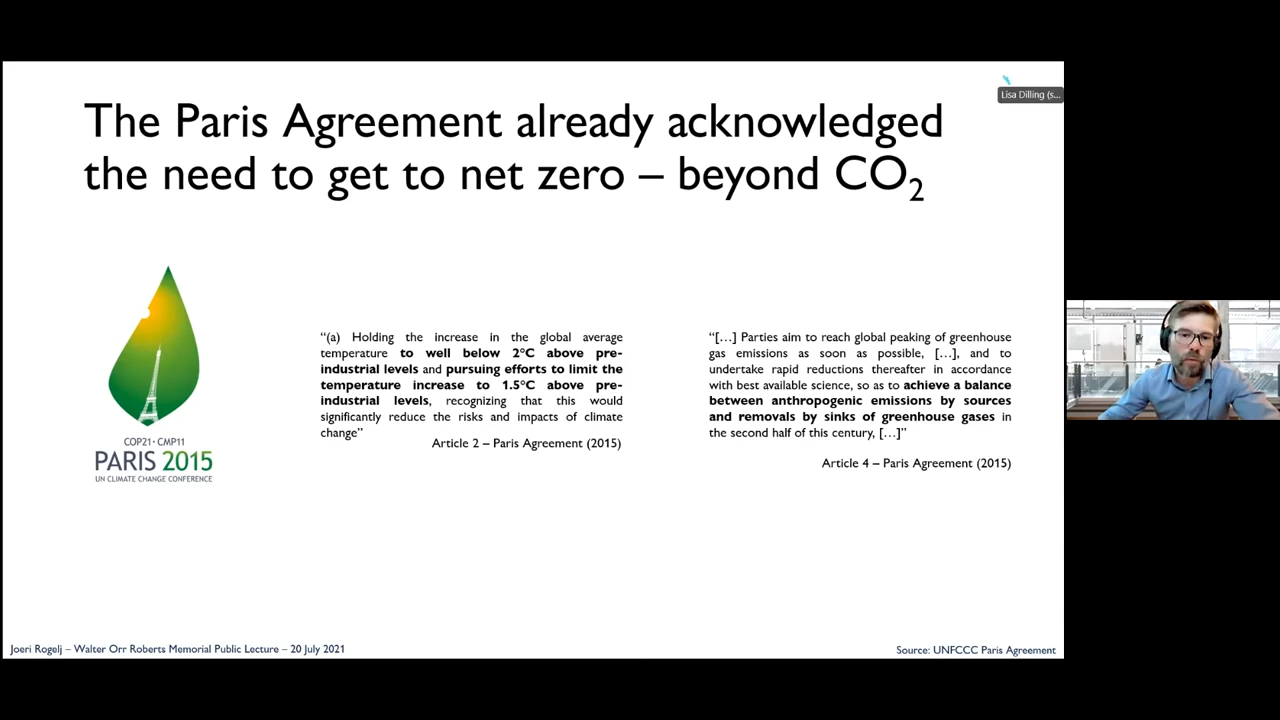 Lisa Dilling (s...
The Paris Agreement already acknowledged
the need to get to net zero – beyond CO₂
COP21·CMP11
PARIS 2015
UN CLIMATE CHANGE CONFERENCE
“(a) Holding the increase in the global average
temperature to well below 2°C above pre-
industrial levels and pursuing efforts to limit the
temperature increase to 1.5°C above pre-
industrial levels, recognizing that this would
significantly reduce the risks and impacts of climate
change”
Article 2 – Paris Agreement (2015)
“[…] Parties aim to reach global peaking of greenhouse
gas emissions as soon as possible, […], and to
undertake rapid reductions thereafter in accordance
with best available science, so as to achieve a balance
between anthropogenic emissions by sources
and removals by sinks of greenhouse gases in
the second half of this century, […]”
Article 4 – Paris Agreement (2015)
Joeri Rogelj – Walter Orr Roberts Memorial Public Lecture – 20 July 2021
Source: UNFCCC Paris Agreement